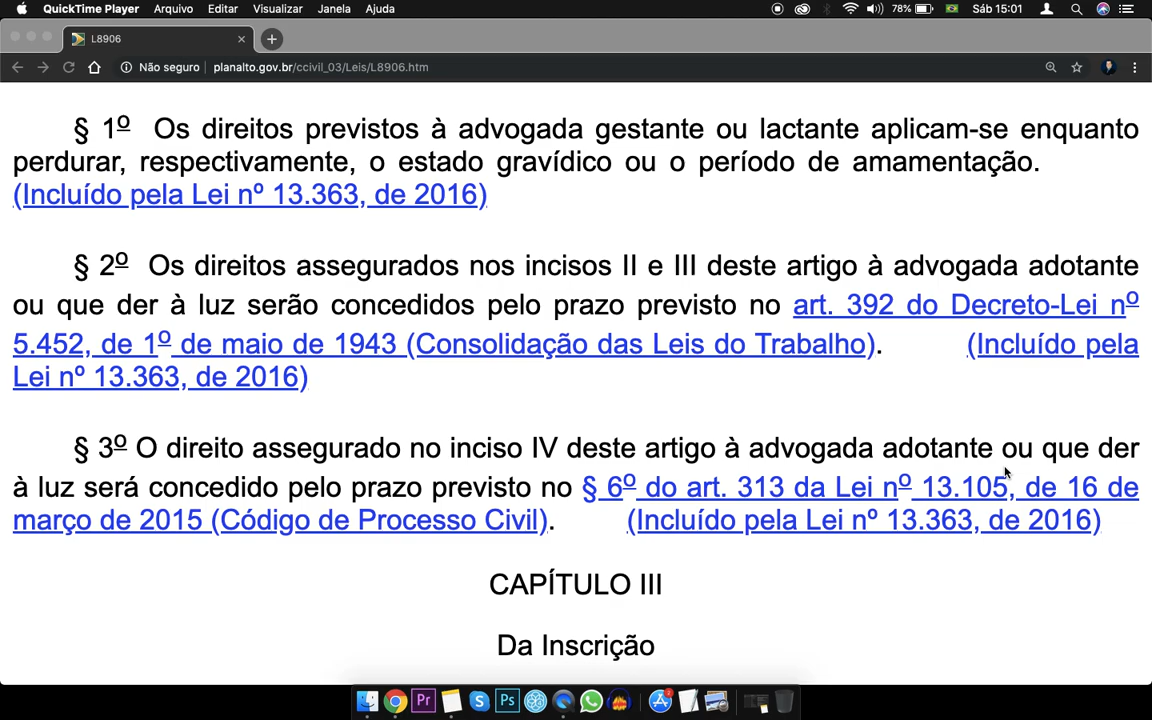 QuickTime Player Arquivo Editar Visualizar Janela Ajuda 78% Sáb 15:01
L8906
Não seguro planalto.gov.br/ccivil_03/Leis/L8906.htm
§ 1º Os direitos previstos à advogada gestante ou lactante aplicam-se enquanto
perdurar, respectivamente, o estado gravídico ou o período de amamentação.
(Incluído pela Lei nº 13.363, de 2016)
§ 2º Os direitos assegurados nos incisos II e III deste artigo à advogada adotante
ou que der à luz serão concedidos pelo prazo previsto no art. 392 do Decreto-Lei nº
5.452, de 1º de maio de 1943 (Consolidação das Leis do Trabalho). (Incluído pela
Lei nº 13.363, de 2016)
§ 3º O direito assegurado no inciso IV deste artigo à advogada adotante ou que der
à luz será concedido pelo prazo previsto no § 6º do art. 313 da Lei nº 13.105, de 16 de
março de 2015 (Código de Processo Civil). (Incluído pela Lei nº 13.363, de 2016)
CAPÍTULO III
Da Inscrição
Pr Ps